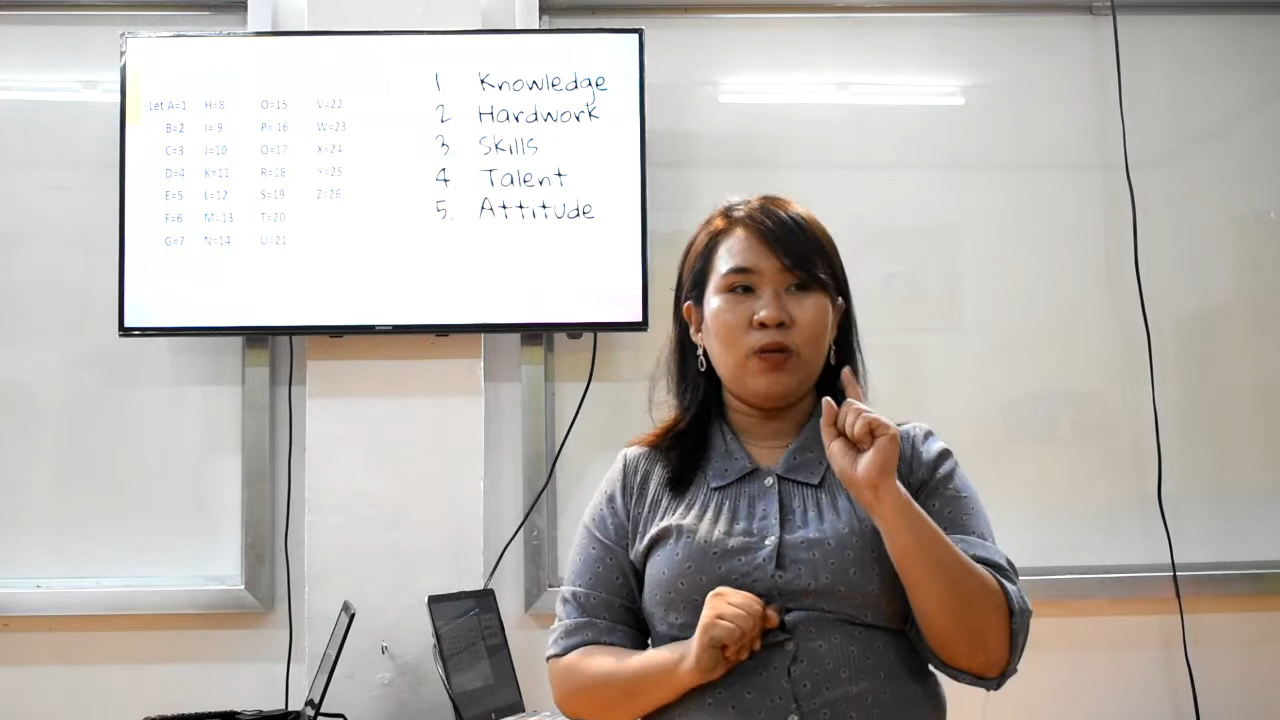 Let A=1 H=8 O=15 V=22
B=2 I= 9 P= 16 W=23
C=3 J=10 Q=17 X=24
D=4 K=11 R=18 Y=25
E=5 L=12 S=19 Z=26
F=6 M=13 T=20
G=7 N=14 U=21
1 Knowledge
2 Hardwork
3. Skills
4. Talent
5. Attitude
SAMSUNG